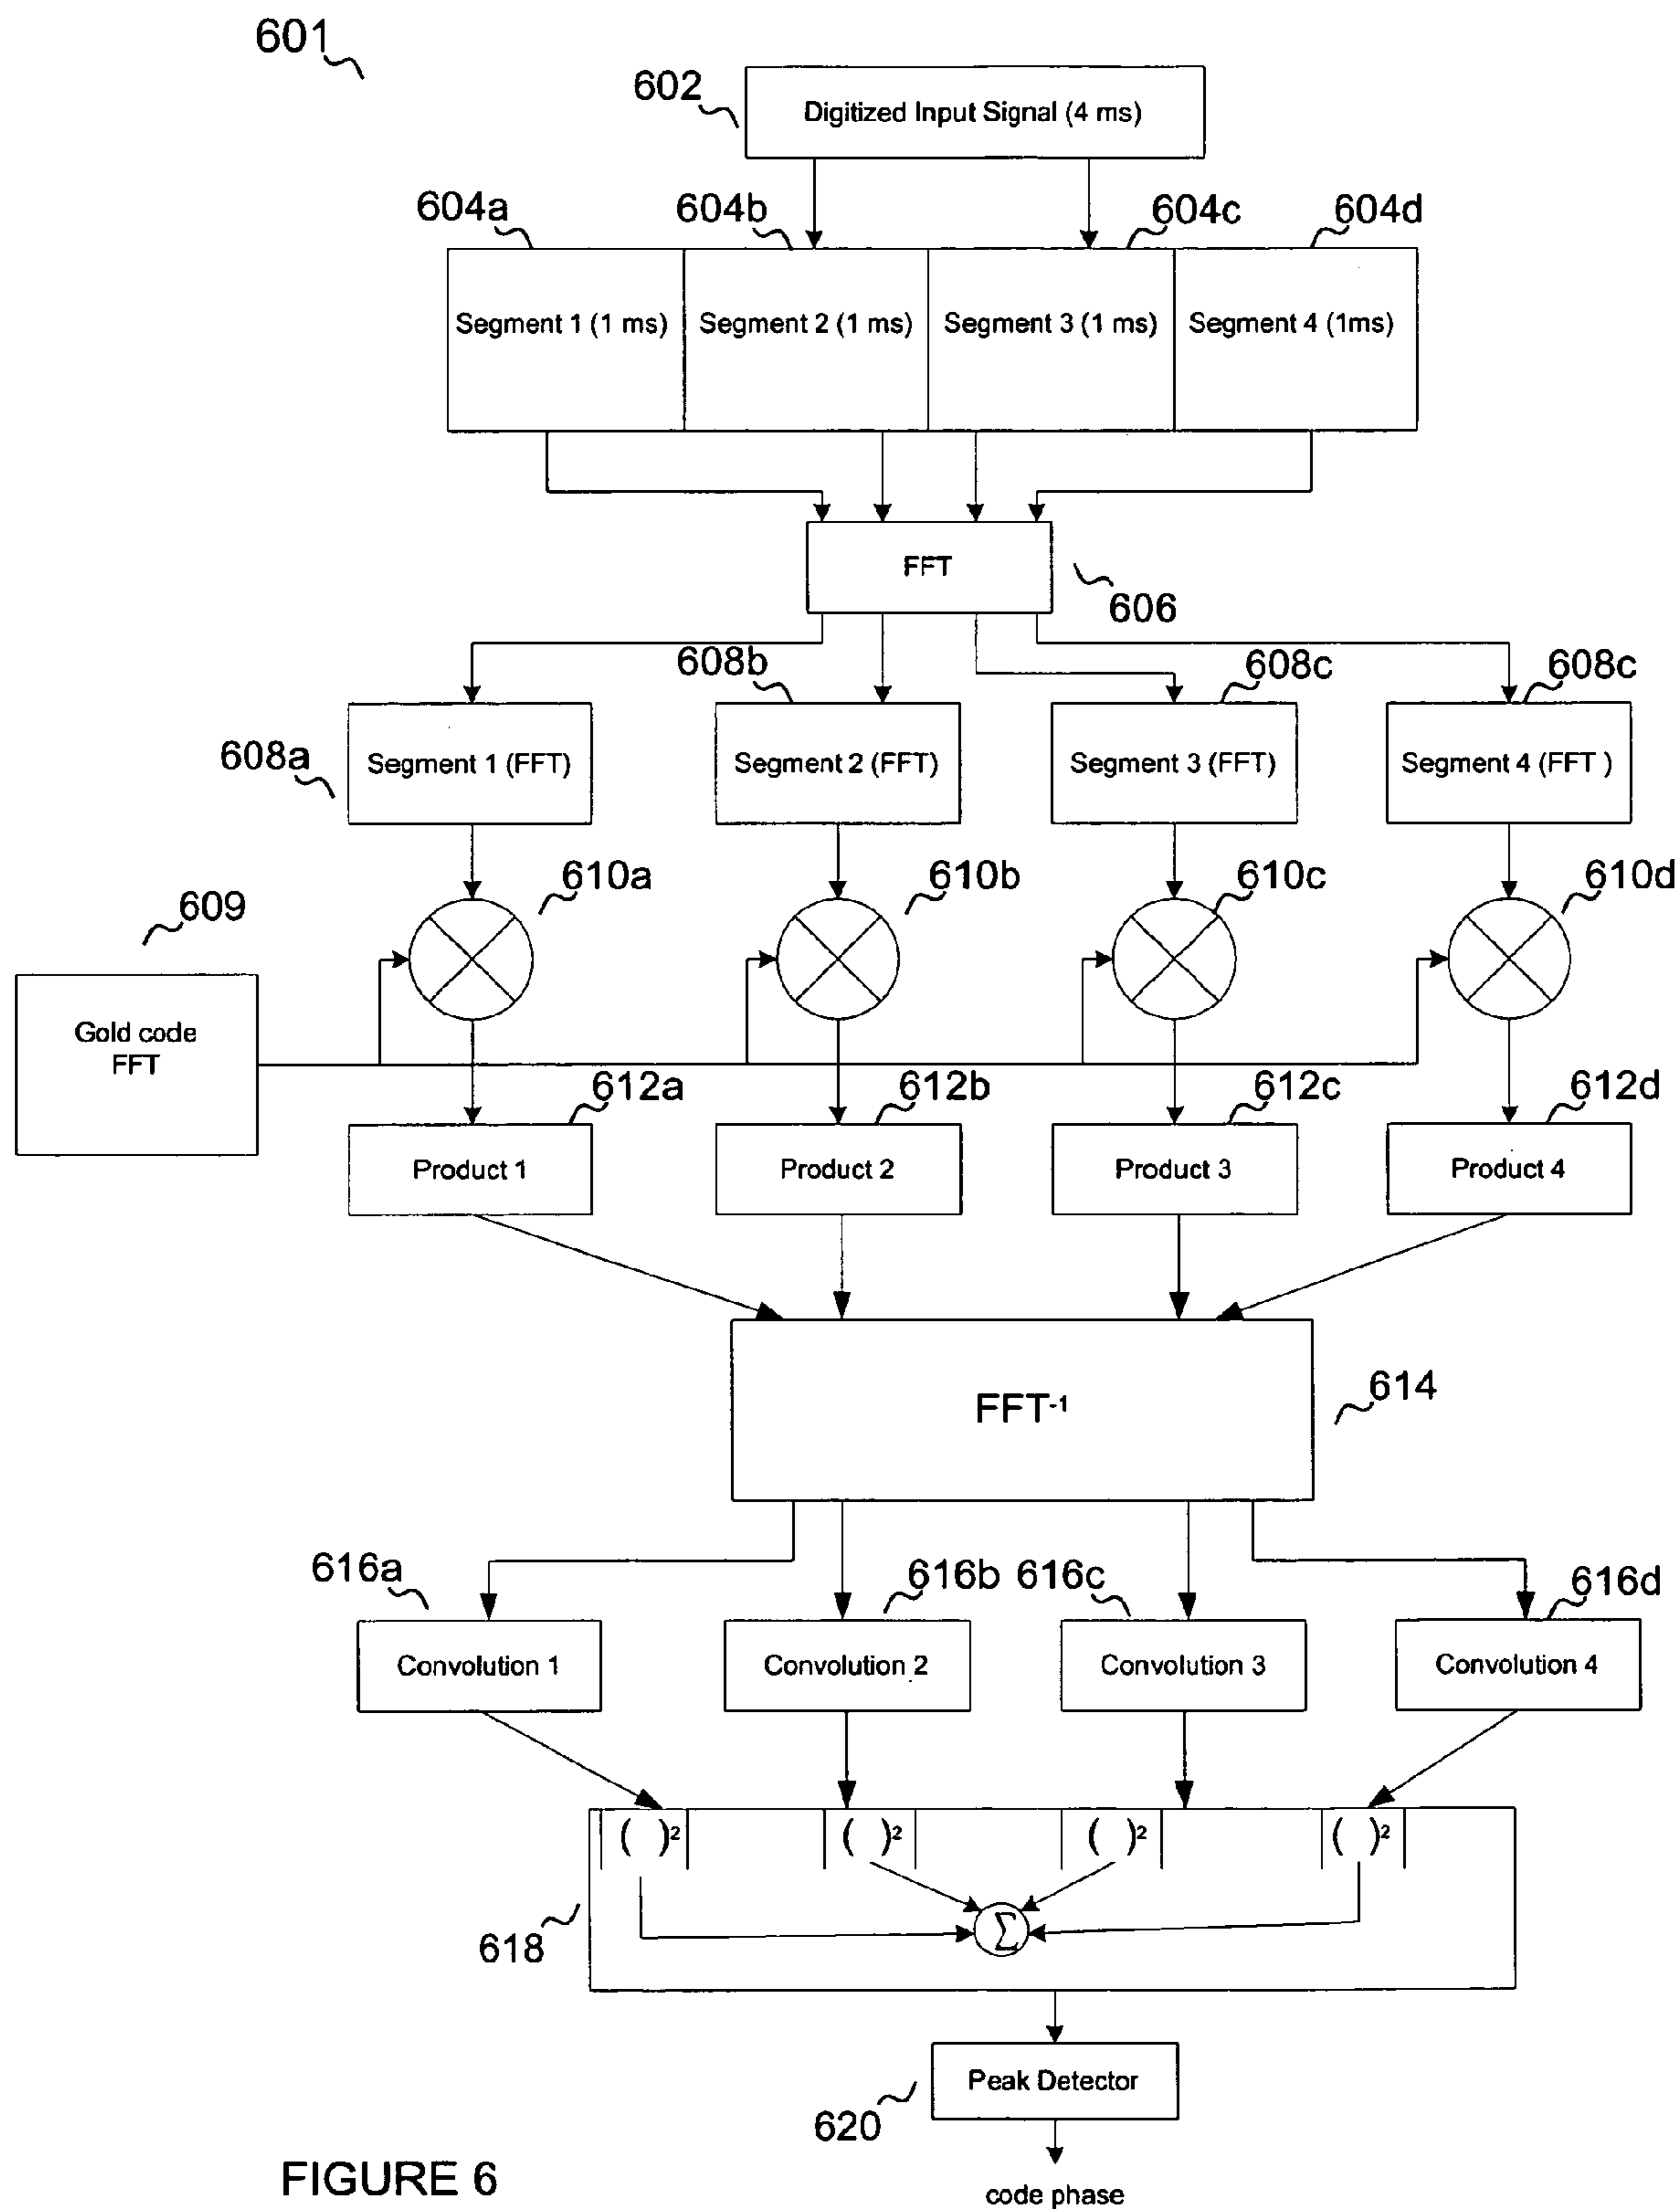 601
602
Digitized Input Signal (4 ms)
604a
604b
604c
604d
Segment 1 (1 ms)
Segment 2 (1 ms)
Segment 3 (1 ms)
Segment 4 (1ms)
FFT
606
608b
608c
608c
608a
Segment 1 (FFT)
Segment 2 (FFT)
Segment 3 (FFT)
Segment 4 (FFT )
610a
610b
610c
610d
609
Gold code
FFT
612a
612b
612c
612d
Product 1
Product 2
Product 3
Product 4
FFT⁻¹
614
616a
616b
616c
616d
Convolution 1
Convolution 2
Convolution 3
Convolution 4
( )²
( )²
( )²
( )²
Σ
618
Peak Detector
620
code phase
FIGURE 6